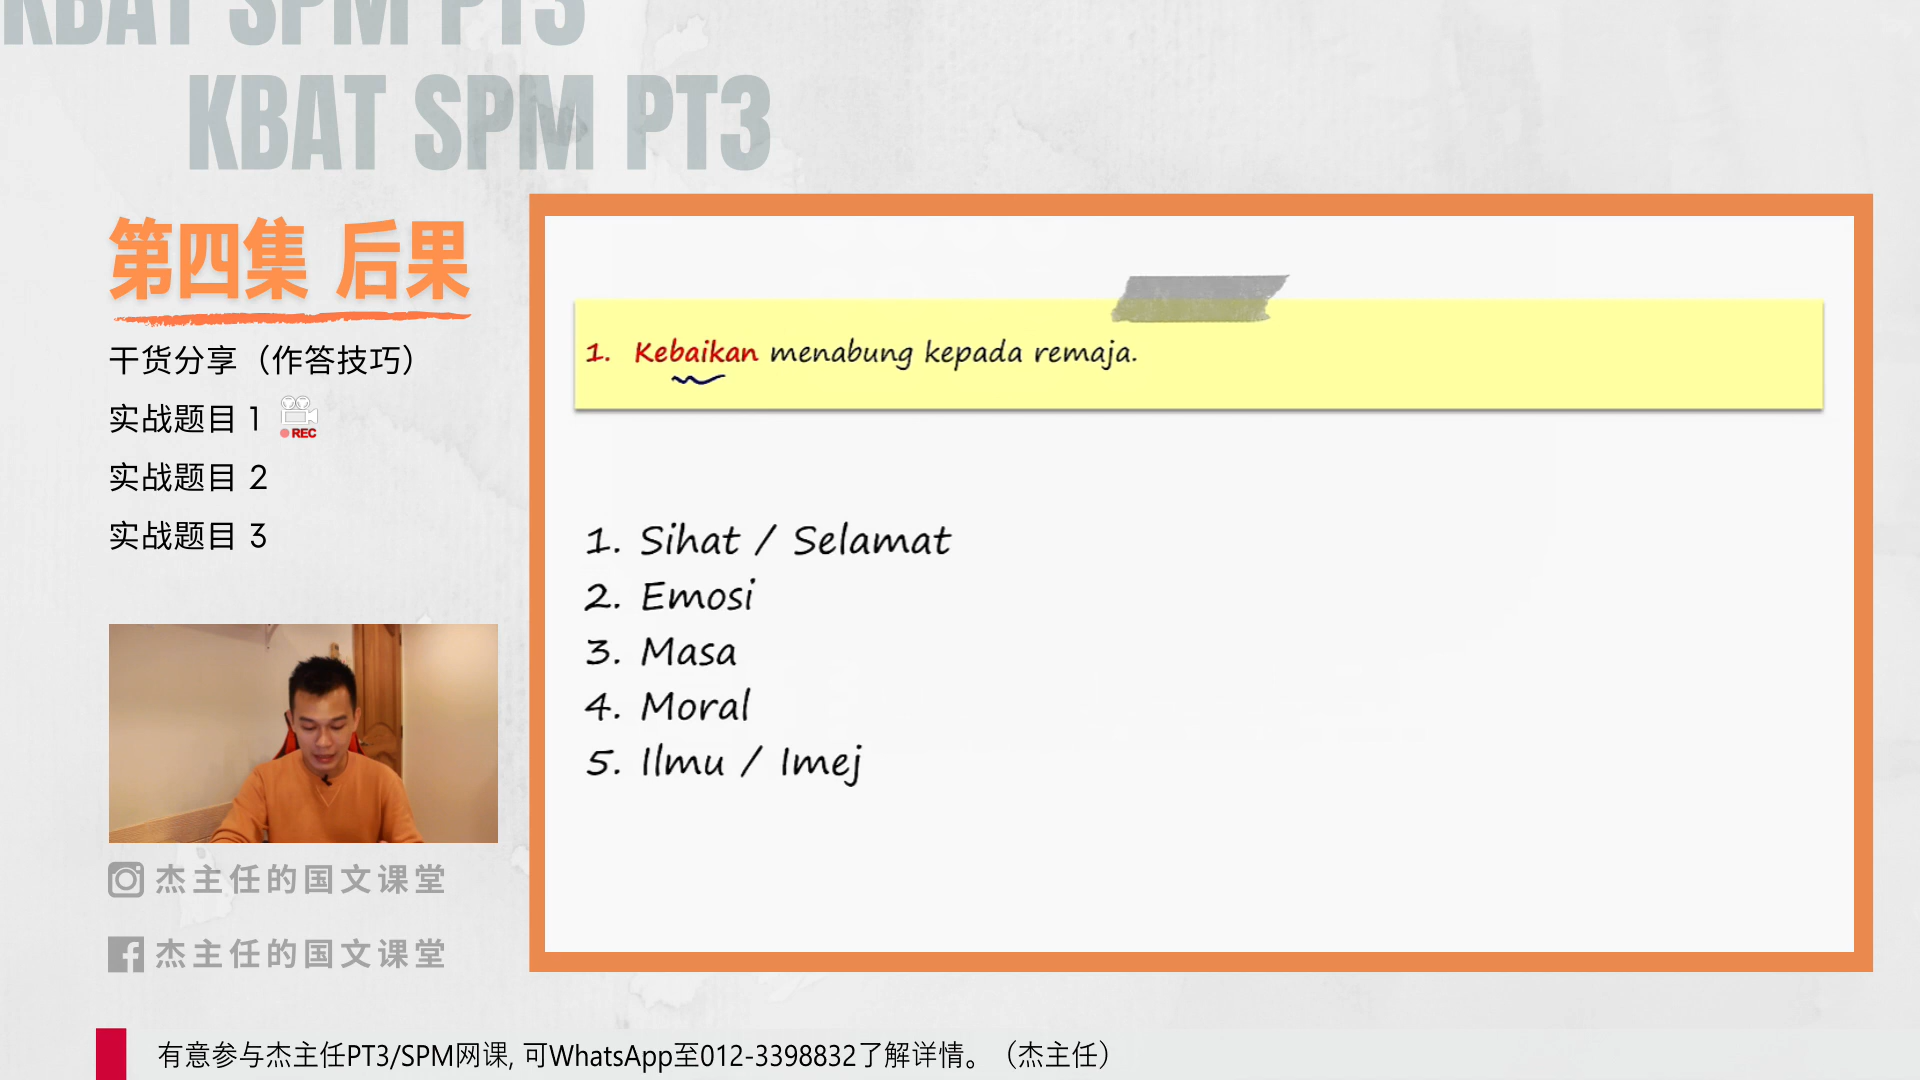 KBAT SPM PT3
KBAT SPM PT3
第四集 后果
干货分享（作答技巧）
实战题目 1
REC
实战题目 2
实战题目 3
1. Kebaikan menabung kepada remaja.
1. Sihat / Selamat
2. Emosi
3. Masa
4. Moral
5. Ilmu / Imej
杰主任的国文课堂
杰主任的国文课堂
有意参与杰主任PT3/SPM网课, 可WhatsApp至012-3398832了解详情。（杰主任）